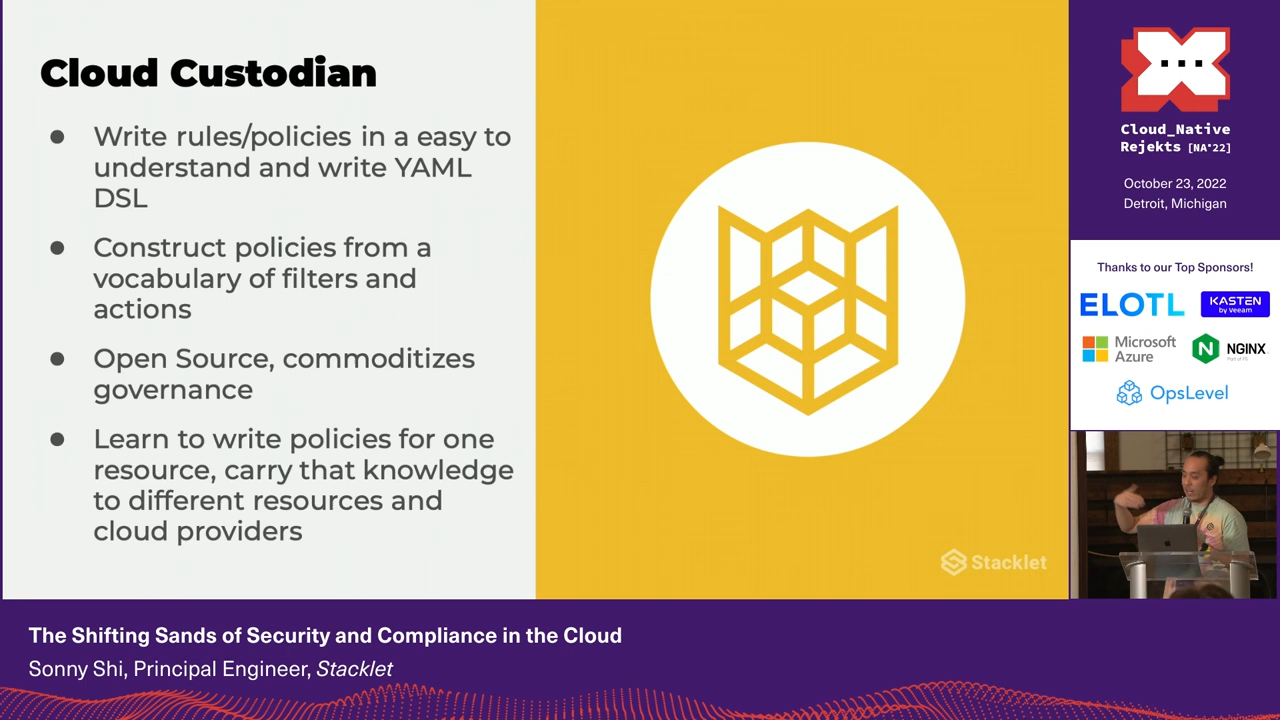 Cloud Custodian
● Write rules/policies in a easy to
understand and write YAML
DSL
● Construct policies from a
vocabulary of filters and
actions
● Open Source, commoditizes
governance
● Learn to write policies for one
resource, carry that knowledge
to different resources and
cloud providers
Stacklet
Cloud_Native
Rejekts [NA'22]
October 23, 2022
Detroit, Michigan
Thanks to our Top Sponsors!
ELOTL
KASTEN
by Veeam
Microsoft
Azure
N
NGINX
Part of F5
OpsLevel
The Shifting Sands of Security and Compliance in the Cloud
Sonny Shi, Principal Engineer, Stacklet